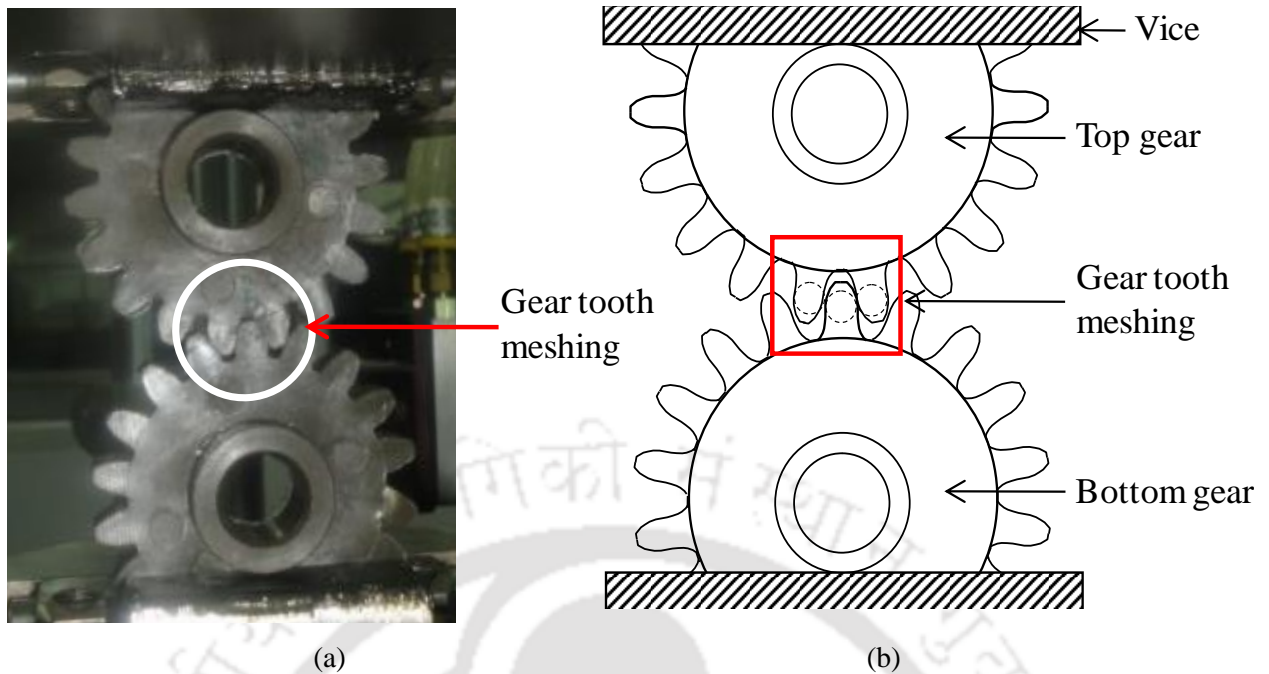 Vice
Top gear
Gear tooth
meshing
Gear tooth
meshing
Bottom gear
गिकी सं स्थान
(a)
(b)